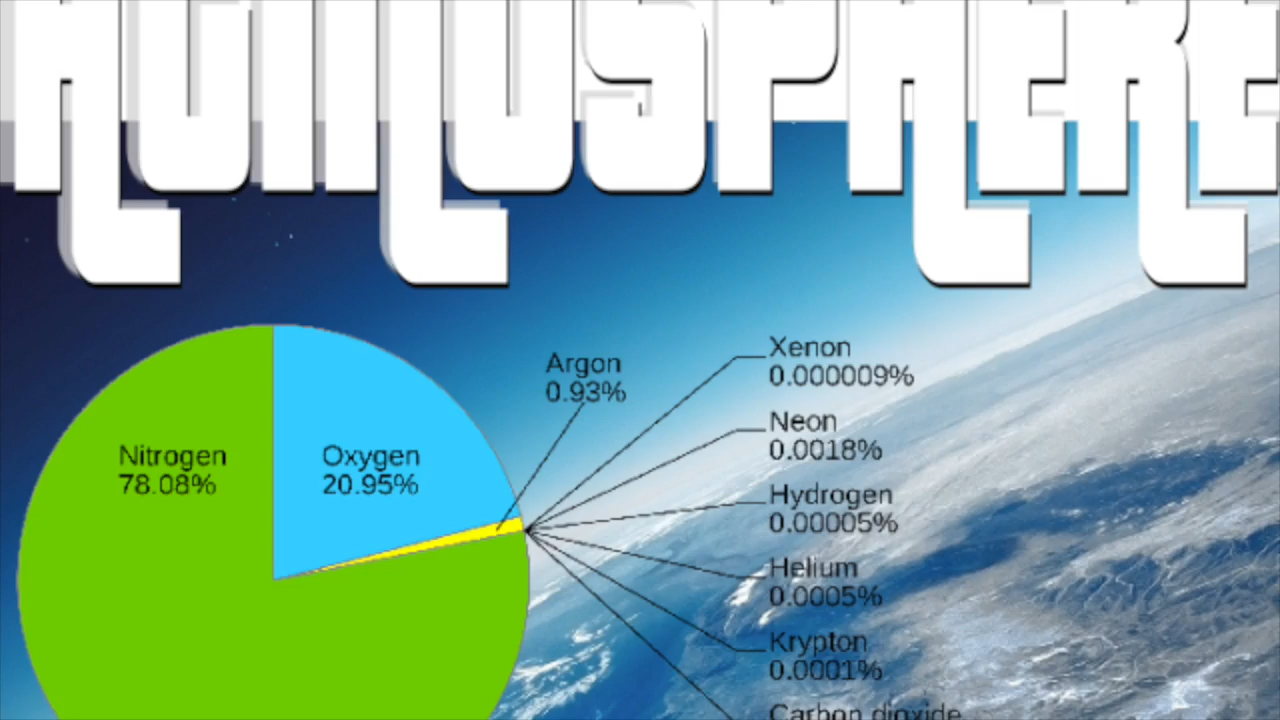 ATMOSPHERE
Argon
0.93%
Xenon
0.000009%
Neon
0.0018%
Nitrogen
78.08%
Oxygen
20.95%
Hydrogen
0.00005%
Helium
0.0005%
Krypton
0.0001%
Carbon dioxide